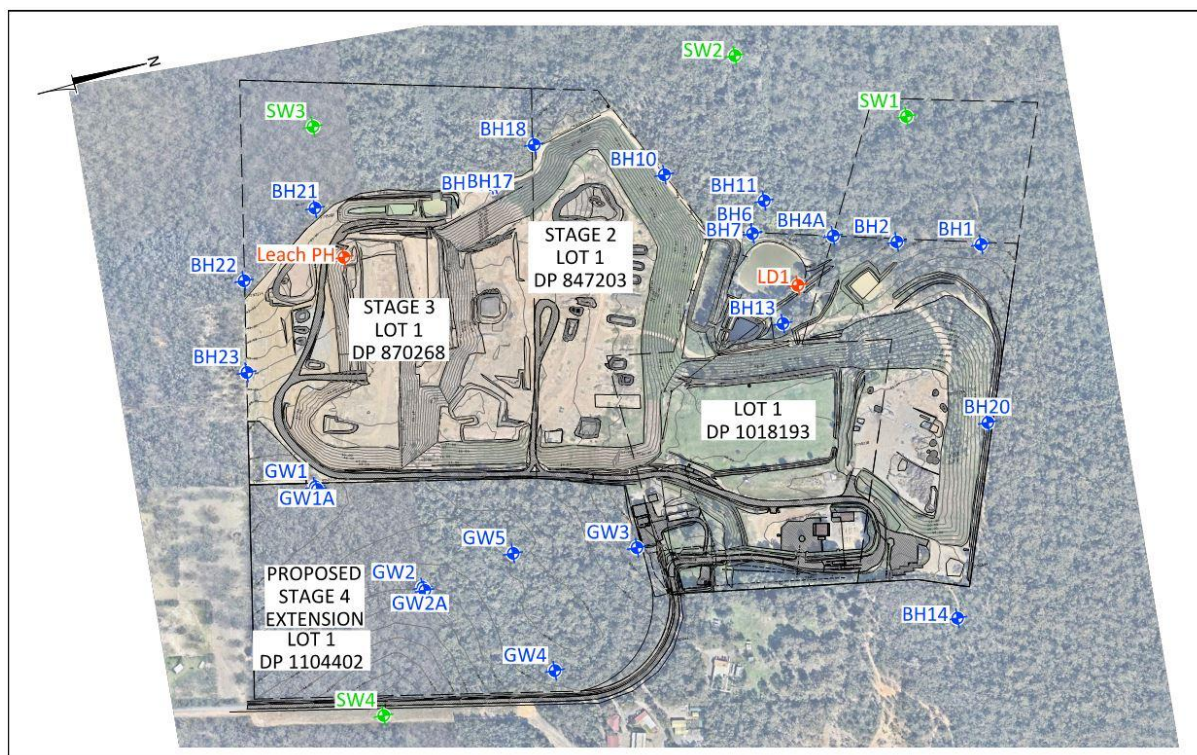 N
SW2
SW1
SW3
BH18
BH10
BH
BH17
BH11
BH21
BH6
BH7
BH4A
BH2
BH1
Leach PH
STAGE 2
LOT 1
DP 847203
BH22
LD1
STAGE 3
LOT 1
DP 870268
BH13
BH23
LOT 1
DP 1018193
BH20
GW1
GW1A
GW5
GW3
GW2
GW2A
PROPOSED
STAGE 4
EXTENSION
LOT 1
DP 1104402
BH14
GW4
SW4